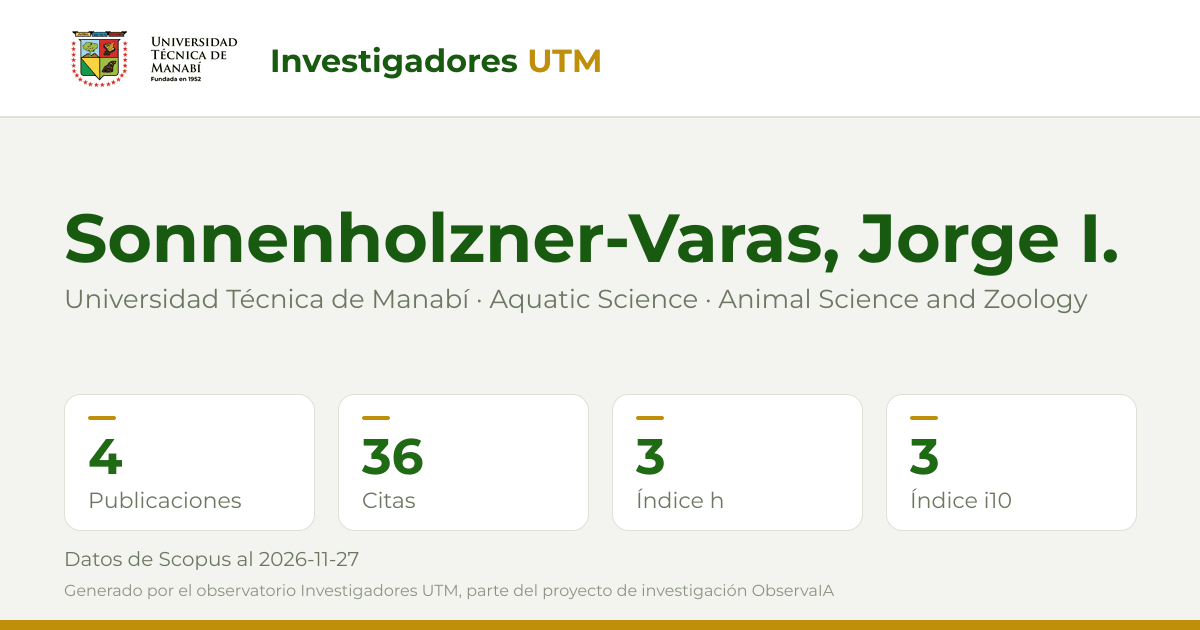 UNIVERSIDAD
TÉCNICA DE
MANABÍ
Fundada en 1952
Investigadores UTM
Sonnenholzner-Varas, Jorge I.
Universidad Técnica de Manabí · Aquatic Science · Animal Science and Zoology
4
Publicaciones
36
Citas
3
Índice h
3
Índice i10
Datos de Scopus al 2026-11-27
Generado por el observatorio Investigadores UTM, parte del proyecto de investigación ObservaIA